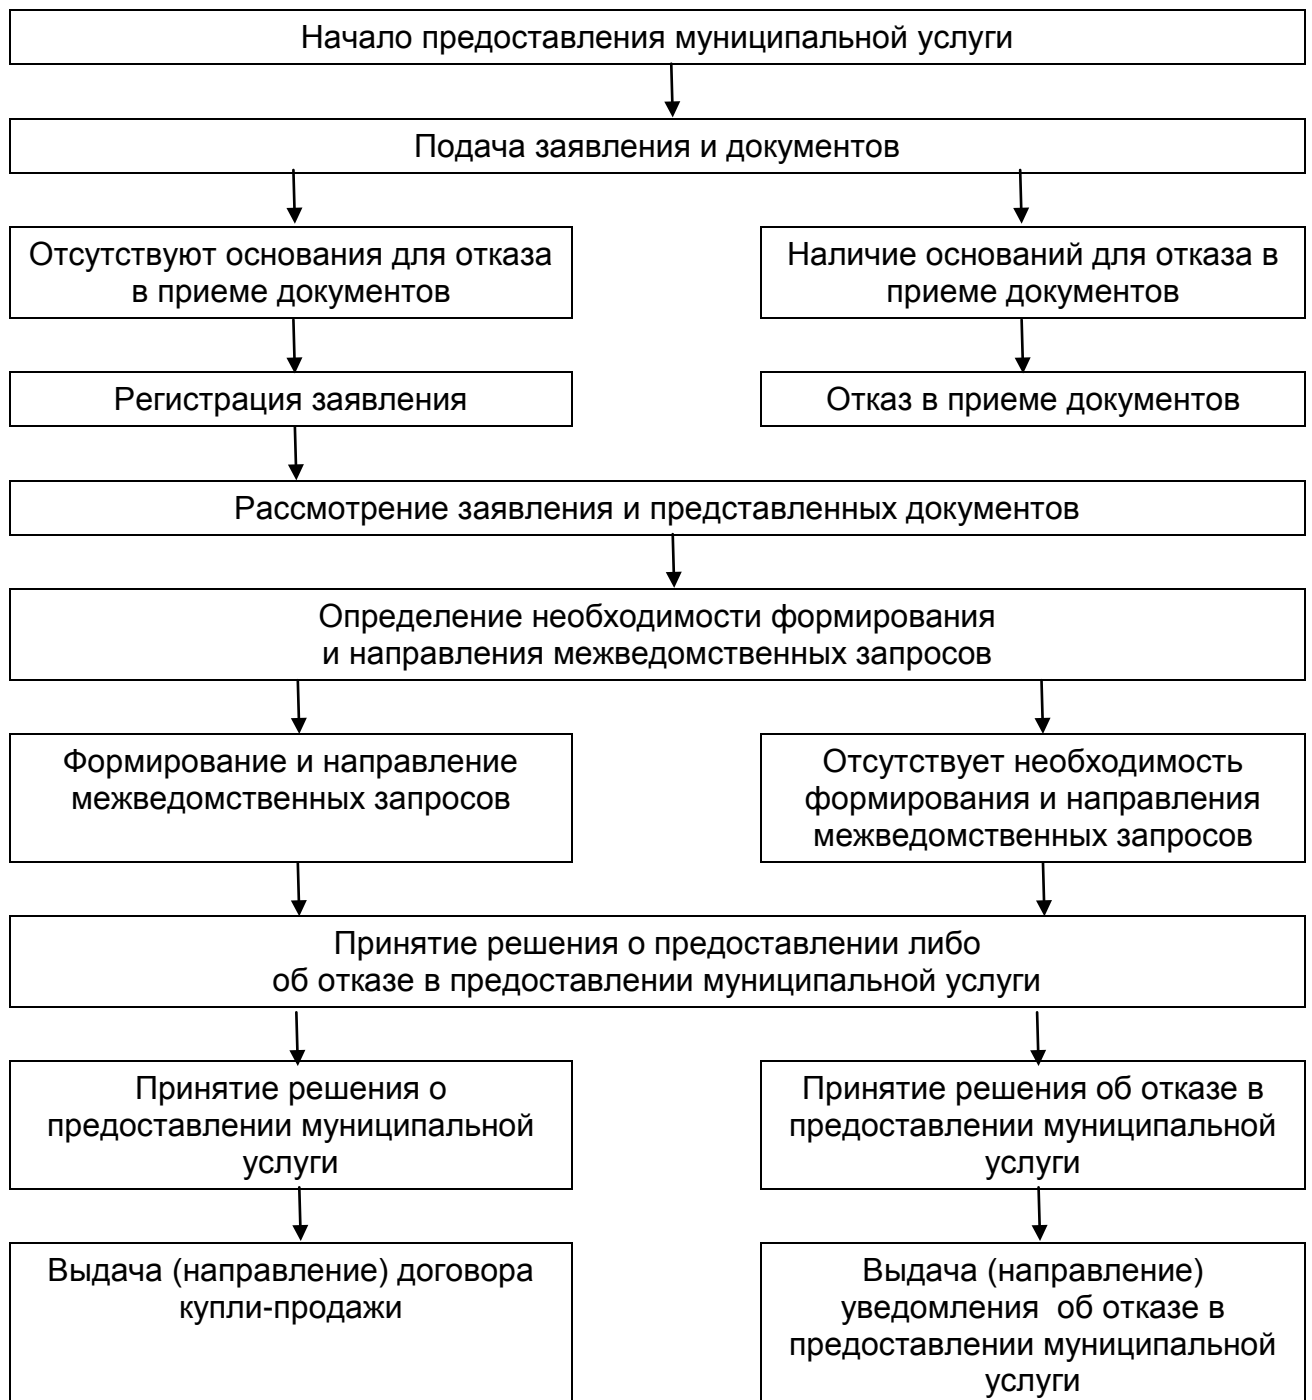 Начало предоставления муниципальной услуги
Подача заявления и документов
Отсутствуют основания для отказа
в приеме документов
Наличие оснований для отказа в
приеме документов
Регистрация заявления
Отказ в приеме документов
Рассмотрение заявления и представленных документов
Определение необходимости формирования
и направления межведомственных запросов
Формирование и направление
межведомственных запросов
Отсутствует необходимость
формирования и направления
межведомственных запросов
Принятие решения о предоставлении либо
об отказе в предоставлении муниципальной услуги
Принятие решения о
предоставлении муниципальной
услуги
Принятие решения об отказе в
предоставлении муниципальной
услуги
Выдача (направление) договора
купли-продажи
Выдача (направление)
уведомления  об отказе в
предоставлении муниципальной
услуги